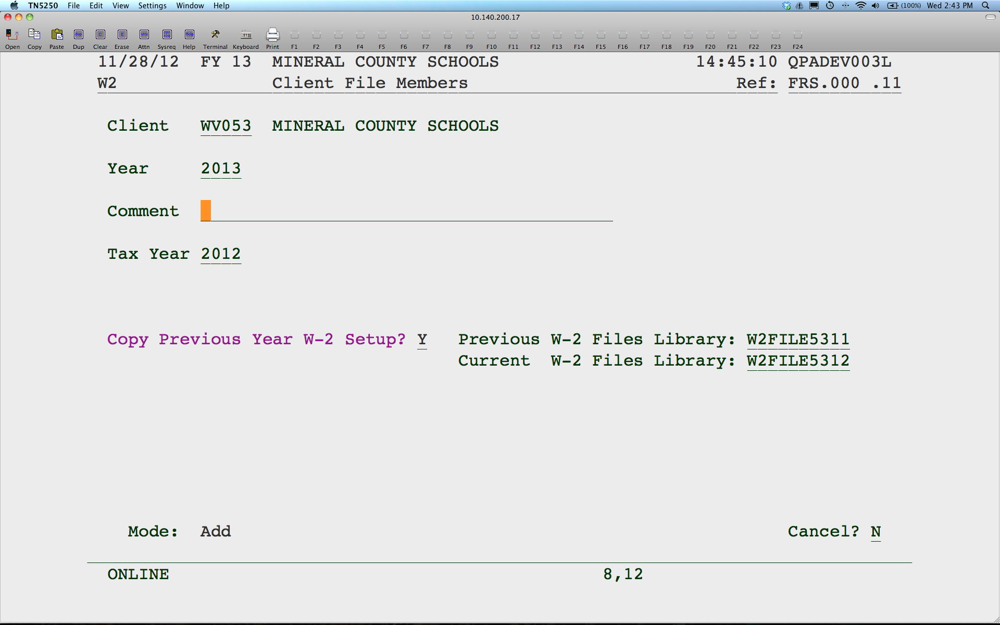 TN5250 File Edit View Settings Window Help (100%) Wed 2:43 PM
10.140.200.17
Open Copy Paste Dup Clear Erase Attn Sysreq Help Terminal Keyboard Print F1 F2 F3 F4 F5 F6 F7 F8 F9 F10 F11 F12 F13 F14 F15 F16 F17 F18 F19 F20 F21 F22 F23 F24
11/28/12 FY 13 MINERAL COUNTY SCHOOLS 14:45:10 QPADEV003L
W2 Client File Members Ref: FRS.000 .11
Client WV053 MINERAL COUNTY SCHOOLS
Year 2013
Comment
Tax Year 2012
Copy Previous Year W-2 Setup? Y Previous W-2 Files Library: W2FILE5311
Current W-2 Files Library: W2FILE5312
Mode: Add Cancel? N
ONLINE 8,12